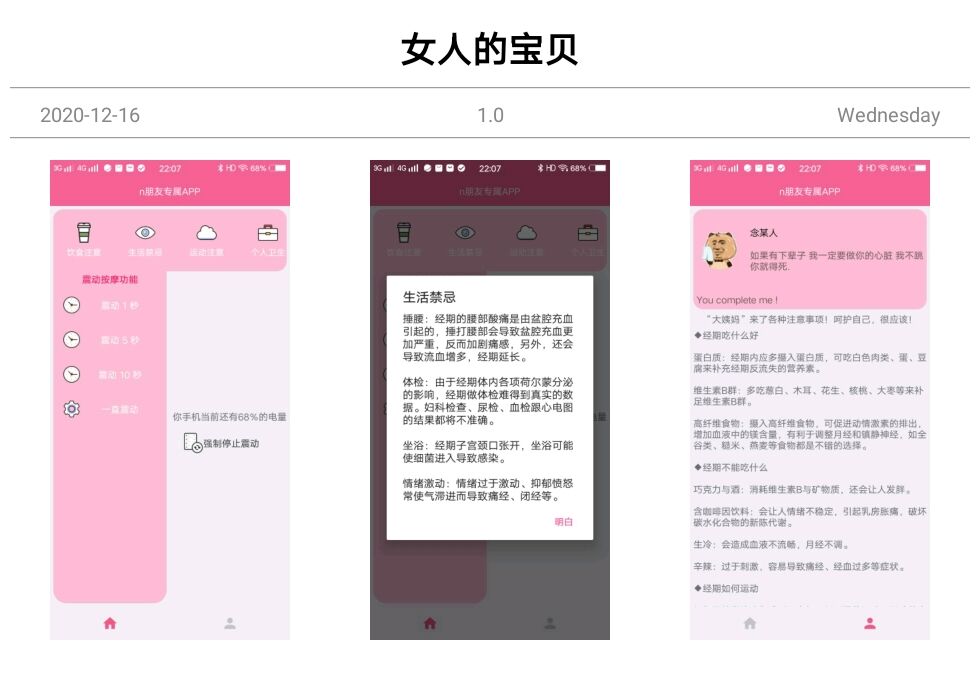 女人的宝贝
2020-12-16
1.0
Wednesday
3G 4G 22:07 HD 68%
n朋友专属APP
饮食注意
生活禁忌
运动注意
个人卫生
震动按摩功能
震动 1 秒
震动 5 秒
震动 10 秒
一直震动
你手机当前还有68%的电量
强制停止震动
3G 4G 22:07 HD 68%
n朋友专属APP
饮食注意
生活禁忌
运动注意
个人卫生
生活禁忌
捶腰：经期的腰部酸痛是由盆腔充血
引起的，捶打腰部会导致盆腔充血更
加严重，反而加剧痛感，另外，还会
导致流血增多，经期延长。
体检：由于经期体内各项荷尔蒙分泌
的影响，经期做体检难得到真实的数
据。妇科检查、尿检、血检跟心电图
的结果都将不准确。
坐浴：经期子宫颈口张开，坐浴可能
使细菌进入导致感染。
情绪激动：情绪过于激动、抑郁愤怒
常使气滞进而导致痛经、闭经等。
明白
电量
3G 4G 22:07 HD 68%
n朋友专属APP
念某人
如果有下辈子 我一定要做你的心脏 我不跳
你就得死.
You complete me !
“大姨妈”来了各种注意事项！呵护自己，很应该！
◆经期吃什么好
蛋白质：经期内应多摄入蛋白质，可吃白色肉类、蛋、豆
腐来补充经期反流失的营养素。
维生素B群：多吃葱白、木耳、花生、核桃、大枣等来补
足维生素B群。
高纤维食物：摄入高纤维食物，可促进动情激素的排出，
增加血液中的镁含量，有利于调整月经和镇静神经，如全
谷类、糙米、燕麦等食物都是不错的选择。
◆经期不能吃什么
巧克力与酒：消耗维生素B与矿物质，还会让人发胖。
含咖啡因饮料：会让人情绪不稳定，引起乳房胀痛，破坏
碳水化合物的新陈代谢。
生冷：会造成血液不流畅，月经不调。
辛辣：过于刺激，容易导致痛经、经血过多等症状。
◆经期如何运动